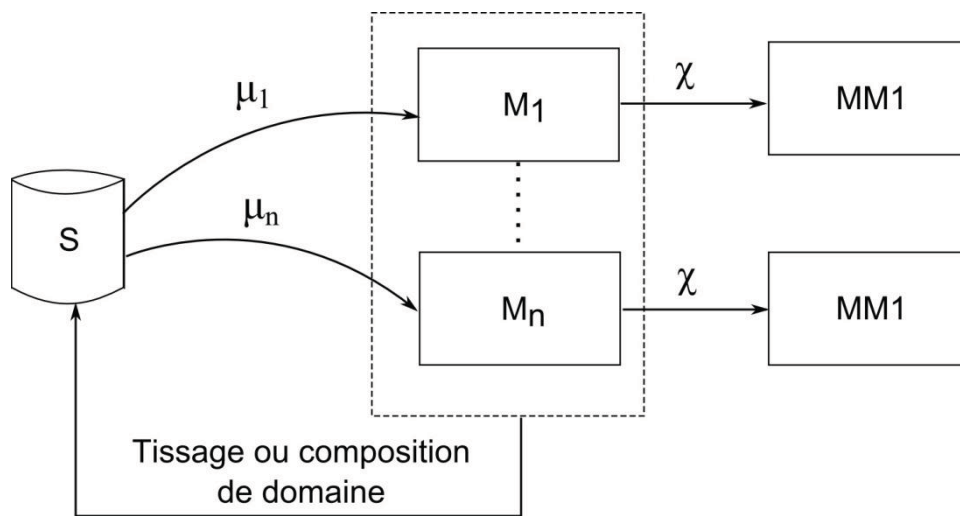 M1
χ
MM1
μ1
S
μn
Mn
χ
MM1
Tissage ou composition
de domaine